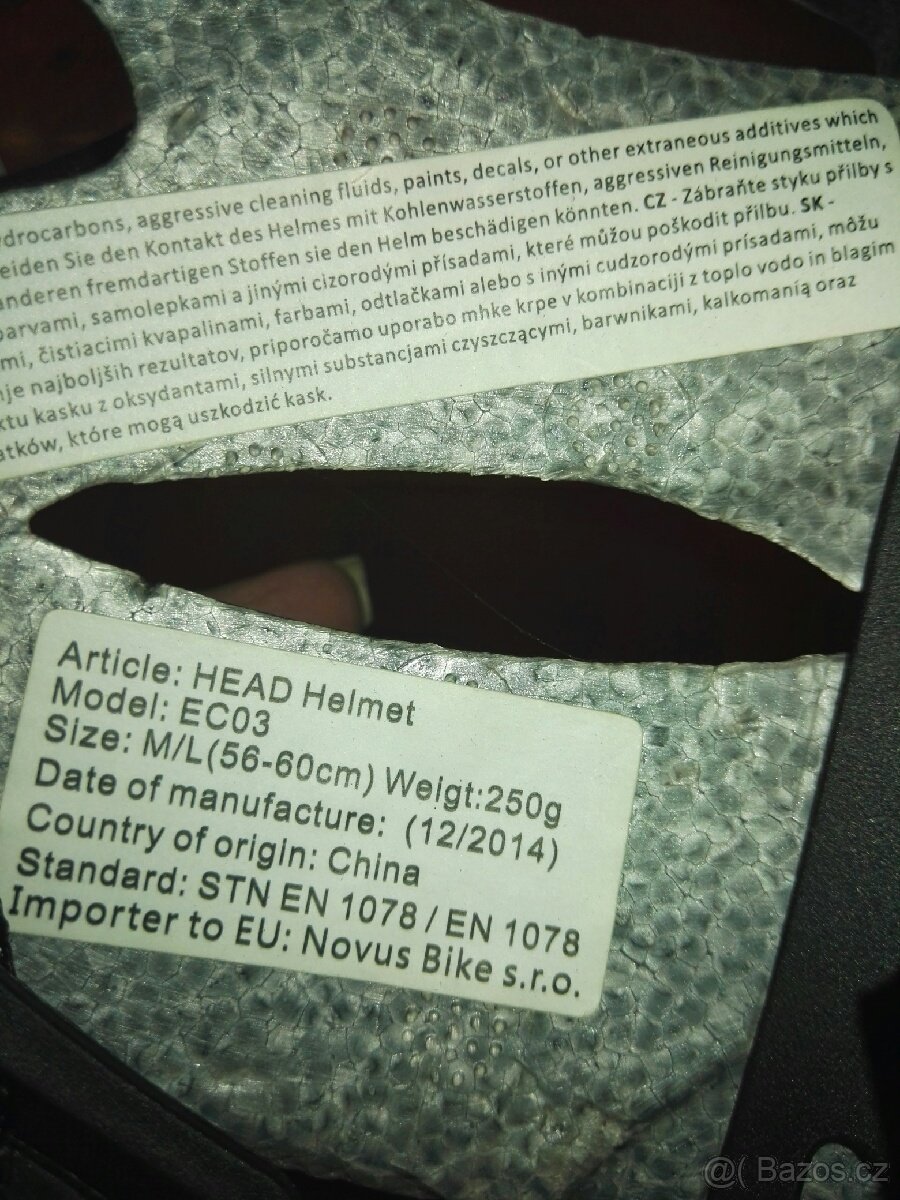 drocarbons, aggressive cleaning fluids, paints, decals, or other extraneous additives which
eiden Sie den Kontakt des Helmes mit Kohlenwasserstoffen, aggressiven Reinigungsmitteln,
anderen fremdartigen Stoffen sie den Helm beschädigen könnten. CZ - Zábraňte styku přilby s
barvami, samolepkami a jinými cizorodými přísadami, které můžou poškodit přilbu. SK -
mi, čistiacimi kvapalinami, farbami, odtlačkami alebo s inými cudzorodými prísadami, môžu
nje najboljših rezultatov, priporočamo uporabo mhke krpe v kombinaciji z toplo vodo in blagim
ktu kasku z oksydantami, silnymi substancjami czyszczącymi, barwnikami, kalkomanią oraz
atków, które mogą uszkodzić kask.
Article: HEAD Helmet
Model: EC03
Size: M/L(56-60cm) Weigt:250g
Date of manufacture: (12/2014)
Country of origin: China
Standard: STN EN 1078 / EN 1078
Importer to EU: Novus Bike s.r.o.
@( Bazos.cz